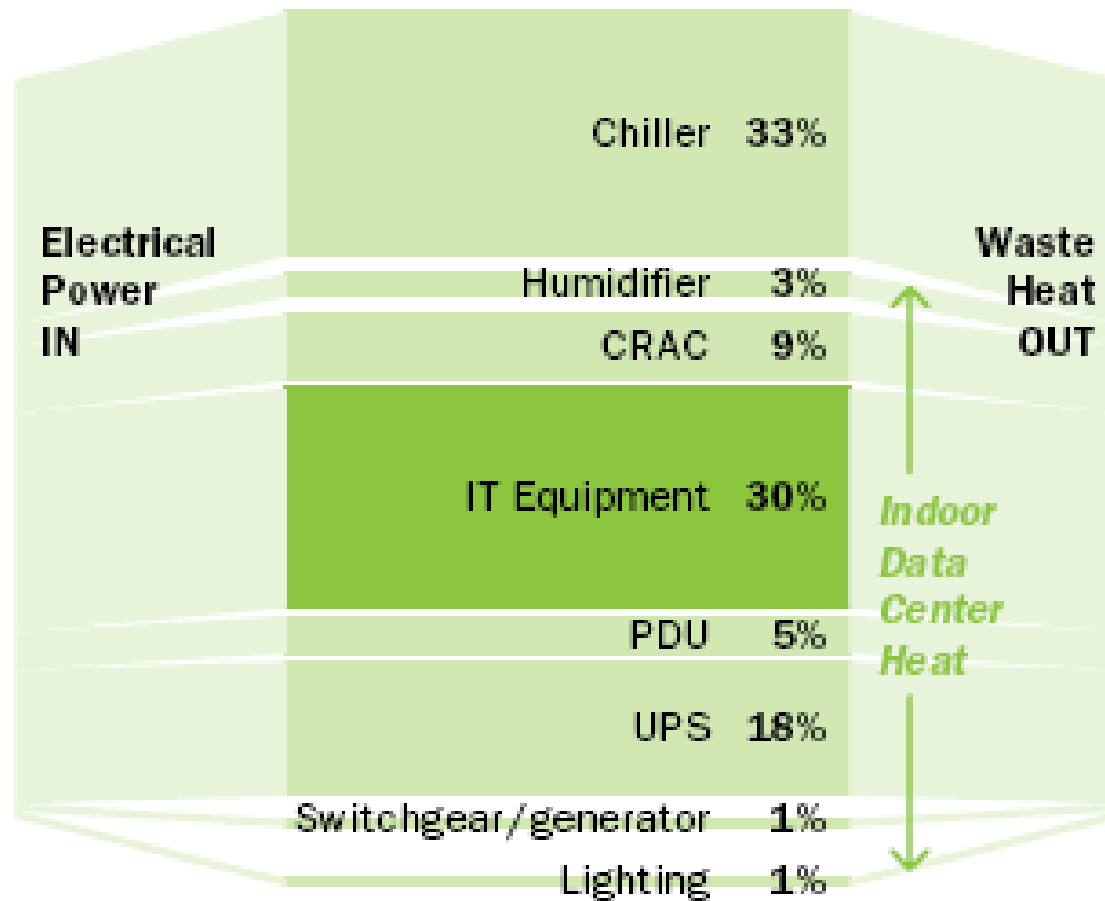 Chiller 33%
Electrical
Power
IN
Waste
Heat
OUT
Humidifier 3%
CRAC 9%
IT Equipment 30%
Indoor
Data
Center
Heat
PDU 5%
UPS 18%
Switchgear/generator 1%
Lighting 1%